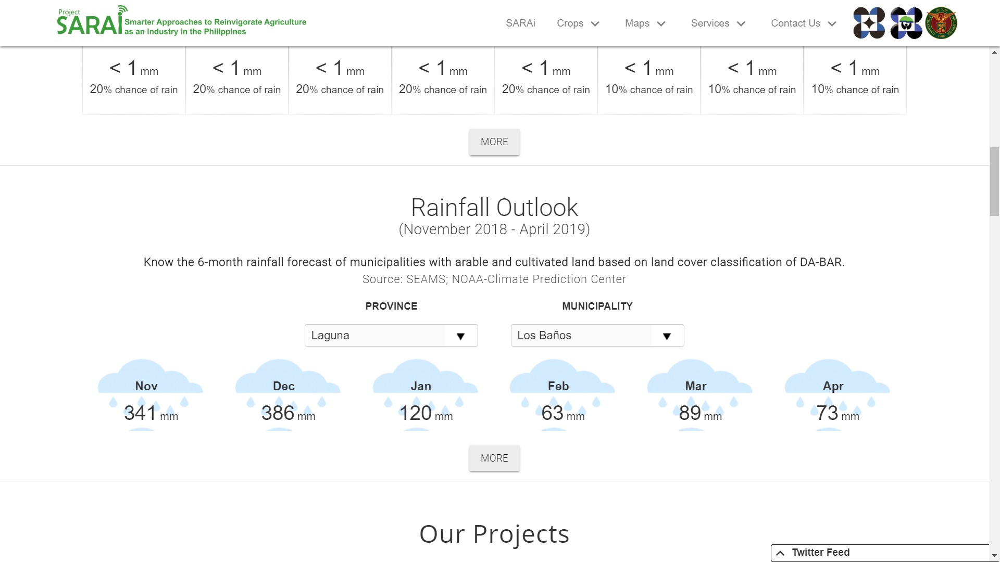 Project
SARAi Smarter Approaches to Reinvigorate Agriculture
as an Industry in the Philippines
SARAi Crops Maps Services Contact Us
< 1 mm < 1 mm < 1 mm < 1 mm < 1 mm < 1 mm < 1 mm < 1 mm
20% chance of rain 20% chance of rain 20% chance of rain 20% chance of rain 20% chance of rain 10% chance of rain 10% chance of rain 10% chance of rain
MORE
Rainfall Outlook
(November 2018 - April 2019)
Know the 6-month rainfall forecast of municipalities with arable and cultivated land based on land cover classification of DA-BAR.
Source: SEAMS; NOAA-Climate Prediction Center
PROVINCE MUNICIPALITY
Laguna Los Baños
Nov Dec Jan Feb Mar Apr
341 mm 386 mm 120 mm 63 mm 89 mm 73 mm
MORE
Our Projects
Twitter Feed